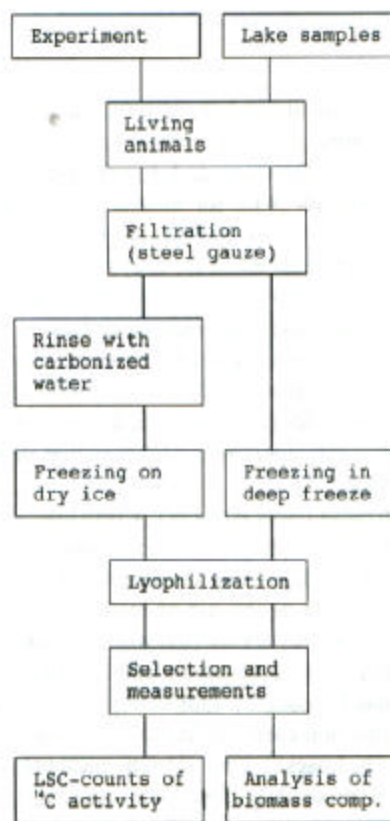 Experiment
Lake samples
Living
animals
Filtration
(steel gauze)
Rinse with
carbonized
water
Freezing on
dry ice
Freezing in
deep freeze
Lyophilization
Selection and
measurements
LSC-counts of
¹⁴C activity
Analysis of
biomass comp.